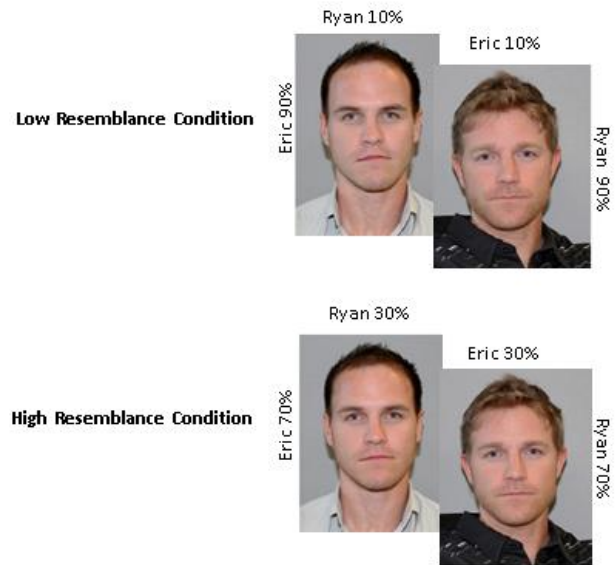 Ryan 10%
Eric 10%
Eric 90%
Low Resemblance Condition
Ryan 90%
Ryan 30%
Eric 30%
Eric 70%
High Resemblance Condition
Ryan 70%